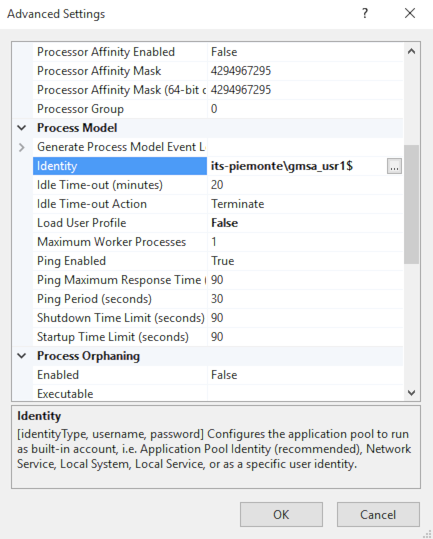 Advanced Settings
?
Processor Affinity Enabled False
Processor Affinity Mask 4294967295
Processor Affinity Mask (64-bit o 4294967295
Processor Group 0
Process Model
Generate Process Model Event L
Identity its-piemonte\gmsa_usr1$ ...
Idle Time-out (minutes) 20
Idle Time-out Action Terminate
Load User Profile False
Maximum Worker Processes 1
Ping Enabled True
Ping Maximum Response Time ( 90
Ping Period (seconds) 30
Shutdown Time Limit (seconds) 90
Startup Time Limit (seconds) 90
Process Orphaning
Enabled False
Executable
Identity
[identityType, username, password] Configures the application pool to run
as built-in account, i.e. Application Pool Identity (recommended), Network
Service, Local System, Local Service, or as a specific user identity.
OK Cancel